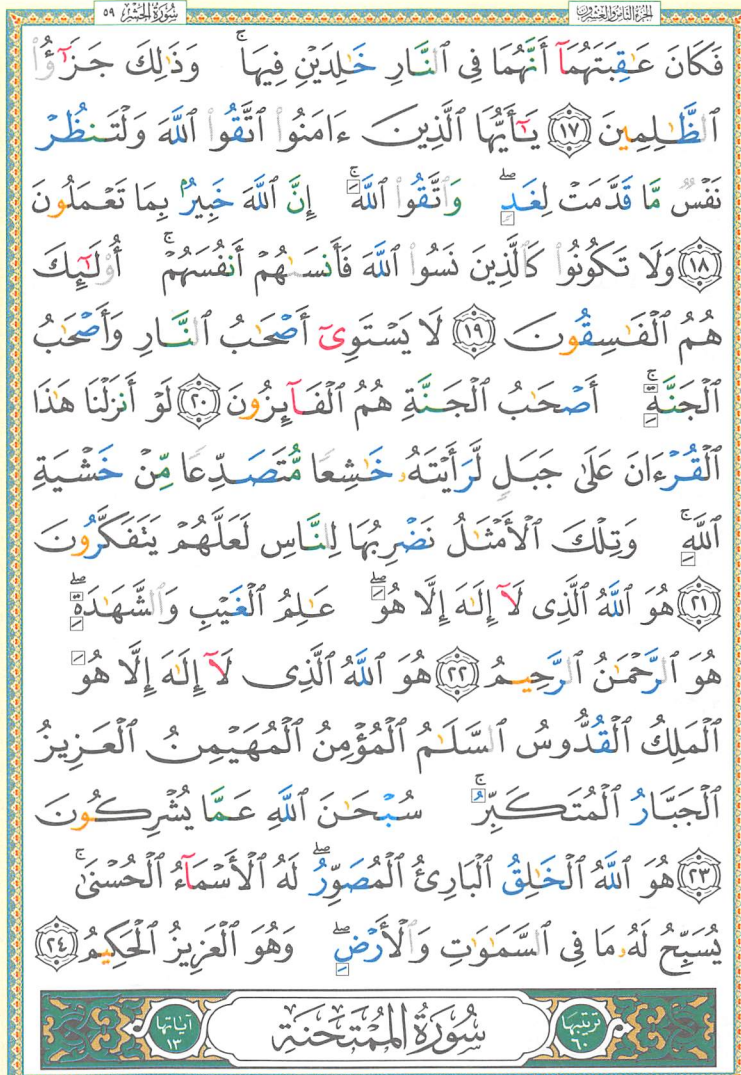 الجزء الثامن والعشرون
سُورَةُ الحَشْرِ ٥٩
فَكَانَ عَـٰقِبَتَهُمَآ أَنَّهُمَا فِى ٱلنَّارِ خَـٰلِدَيْنِ فِيهَا ۚ وَذَٰلِكَ جَزَٰٓؤُا۟
ٱلظَّـٰلِمِينَ ١٧ يَـٰٓأَيُّهَا ٱلَّذِينَ ءَامَنُوا۟ ٱتَّقُوا۟ ٱللَّهَ وَلْتَنظُرْ
نَفْسٌ مَّا قَدَّمَتْ لِغَدٍ ۖ وَٱتَّقُوا۟ ٱللَّهَ ۚ إِنَّ ٱللَّهَ خَبِيرٌۢ بِمَا تَعْمَلُونَ
١٨ وَلَا تَكُونُوا۟ كَٱلَّذِينَ نَسُوا۟ ٱللَّهَ فَأَنسَىٰهُمْ أَنفُسَهُمْ ۚ أُو۟لَـٰٓئِكَ
هُمُ ٱلْفَـٰسِقُونَ ١٩ لَا يَسْتَوِىٓ أَصْحَـٰبُ ٱلنَّارِ وَأَصْحَـٰبُ
ٱلْجَنَّةِ ۚ أَصْحَـٰبُ ٱلْجَنَّةِ هُمُ ٱلْفَآئِزُونَ ٢٠ لَوْ أَنزَلْنَا هَـٰذَا
ٱلْقُرْءَانَ عَلَىٰ جَبَلٍ لَّرَأَيْتَهُۥ خَـٰشِعًا مُّتَصَدِّعًا مِّنْ خَشْيَةِ
ٱللَّهِ ۚ وَتِلْكَ ٱلْأَمْثَـٰلُ نَضْرِبُهَا لِلنَّاسِ لَعَلَّهُمْ يَتَفَكَّرُونَ
٢١ هُوَ ٱللَّهُ ٱلَّذِى لَآ إِلَـٰهَ إِلَّا هُوَ ۖ عَـٰلِمُ ٱلْغَيْبِ وَٱلشَّهَـٰدَةِ ۖ
هُوَ ٱلرَّحْمَـٰنُ ٱلرَّحِيمُ ٢٢ هُوَ ٱللَّهُ ٱلَّذِى لَآ إِلَـٰهَ إِلَّا هُوَ
ٱلْمَلِكُ ٱلْقُدُّوسُ ٱلسَّلَـٰمُ ٱلْمُؤْمِنُ ٱلْمُهَيْمِنُ ٱلْعَزِيزُ
ٱلْجَبَّارُ ٱلْمُتَكَبِّرُ ۚ سُبْحَـٰنَ ٱللَّهِ عَمَّا يُشْرِكُونَ
٢٣ هُوَ ٱللَّهُ ٱلْخَـٰلِقُ ٱلْبَارِئُ ٱلْمُصَوِّرُ ۖ لَهُ ٱلْأَسْمَآءُ ٱلْحُسْنَىٰ ۚ
يُسَبِّحُ لَهُۥ مَا فِى ٱلسَّمَـٰوَٰتِ وَٱلْأَرْضِ ۖ وَهُوَ ٱلْعَزِيزُ ٱلْحَكِيمُ ٢٤
ترتيبها ٦٠
سُورَةُ المُمتَحنَةِ
آياتها ١٣